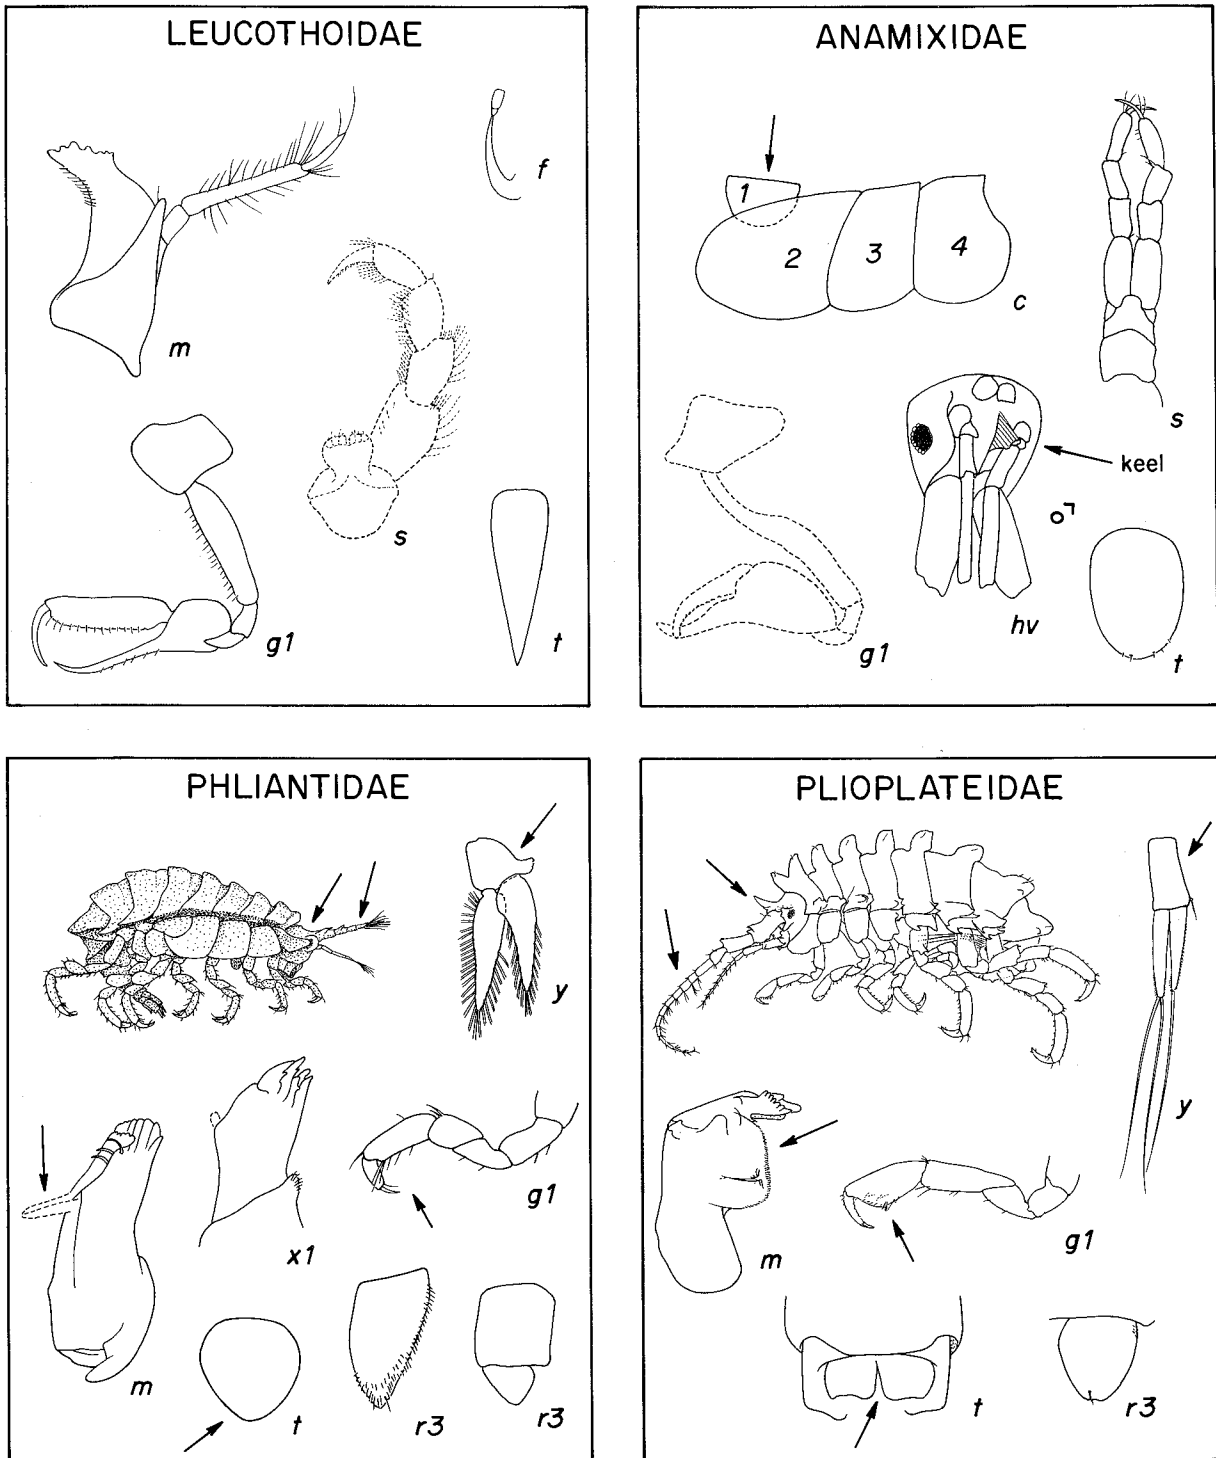 LEUCOTHOIDAE
f
m
s
g1
t
ANAMIXIDAE
1
2
3
4
c
s
keel
♂
g1
hv
t
PHLIANTIDAE
y
g1
x1
m
t
r3
r3
PLIOPLATEIDAE
y
m
g1
t
r3